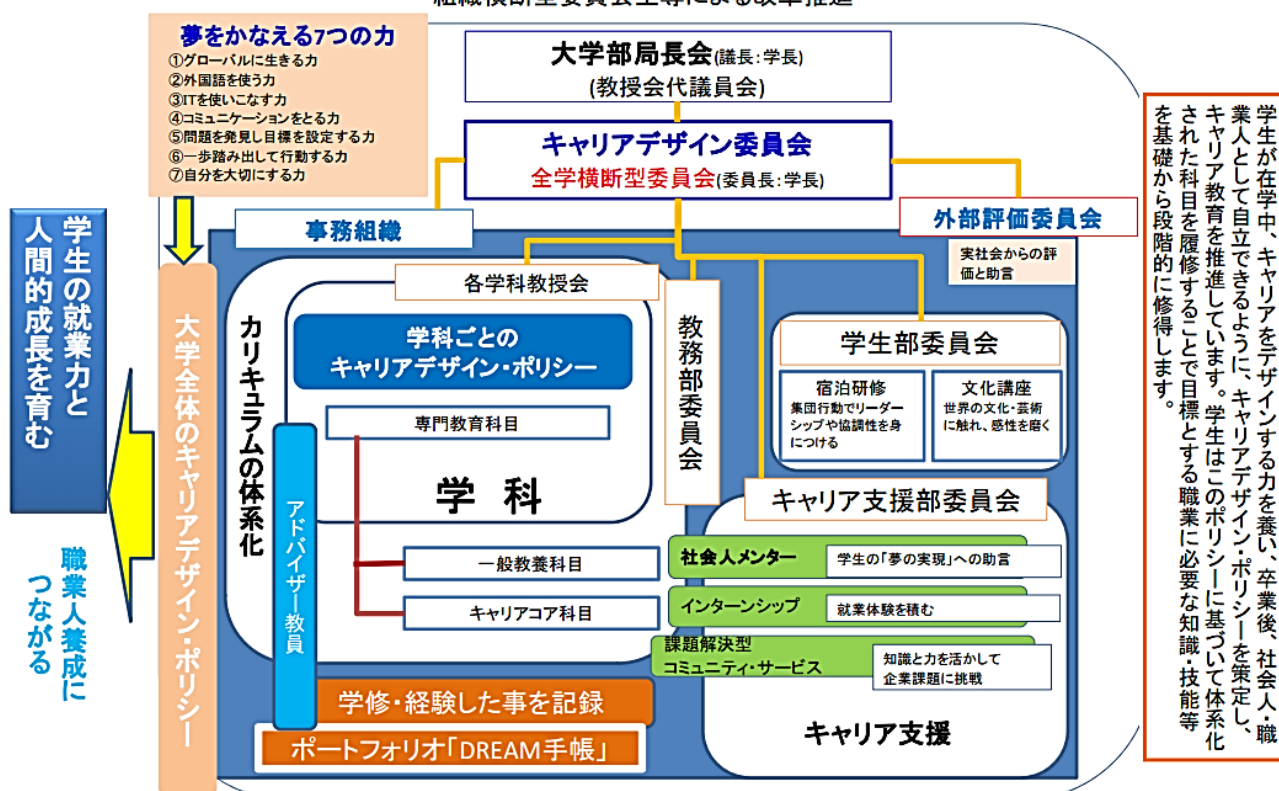 組織横断型委員会主導による改革推進
夢をかなえる7つの力
①グローバルに生きる力
②外国語を使う力
③ITを使いこなす力
④コミュニケーションをとる力
⑤問題を発見し目標を設定する力
⑥一歩踏み出して行動する力
⑦自分を大切にする力
大学部局長会(議長:学長)
(教授会代議員会)
キャリアデザイン委員会
全学横断型委員会(委員長:学長)
事務組織
外部評価委員会
実社会からの評
価と助言
学生の就業力と
人間的成長を育む
職業人養成に
つながる
大学全体のキャリアデザイン・ポリシー
カリキュラムの体系化
各学科教授会
学科ごとの
キャリアデザイン・ポリシー
専門教育科目
学科
一般教養科目
キャリアコア科目
アドバイザー教員
学修・経験した事を記録
ポートフォリオ「DREAM手帳」
教務部委員会
学生部委員会
宿泊研修
集団行動でリーダー
シップや協調性を身
につける
文化講座
世界の文化・芸術
に触れ、感性を磨く
キャリア支援部委員会
社会人メンター
学生の「夢の実現」への助言
インターンシップ
就業体験を積む
課題解決型
コミュニティ・サービス
知識と力を活かして
企業課題に挑戦
キャリア支援
学生が在学中、キャリアをデザインする力を養い、卒業後、社会人・職
業人として自立できるように、キャリアデザイン・ポリシーを策定し、
キャリア教育を推進しています。学生はこのポリシーに基づいて体系化
された科目を履修することで目標とする職業に必要な知識・技能等
を基礎から段階的に修得します。